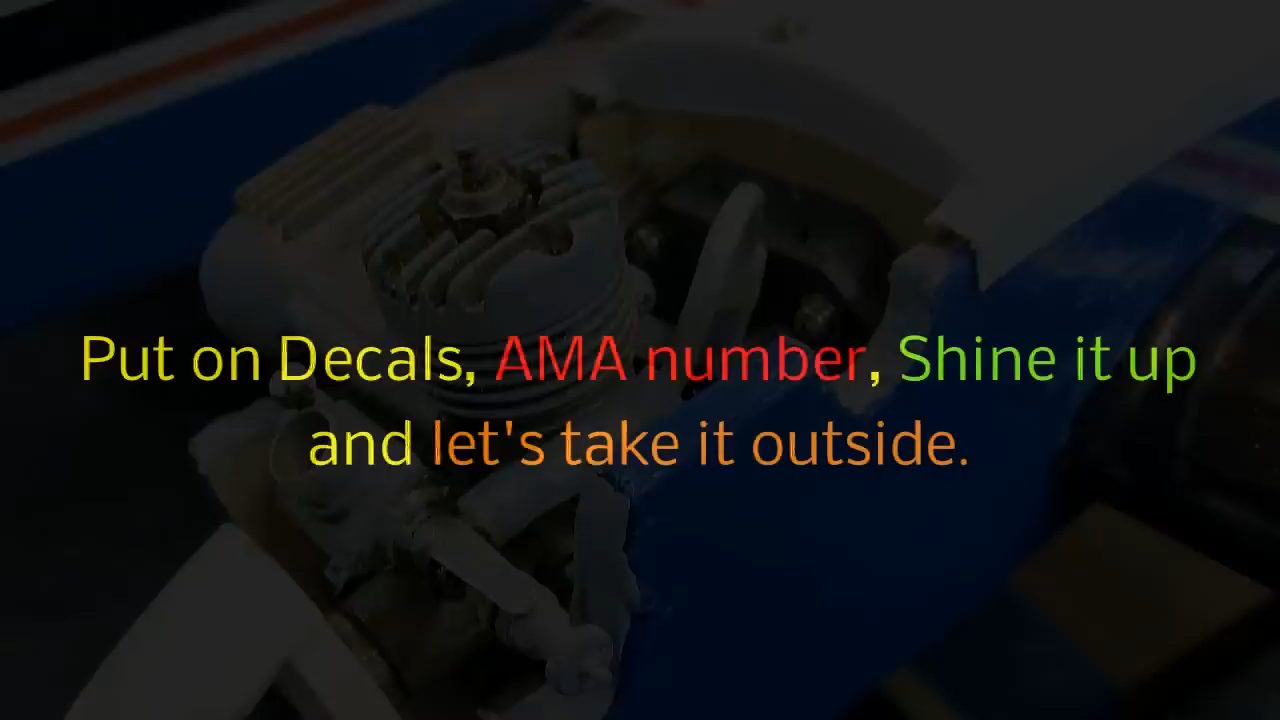 Put on Decals, AMA number, Shine it up
and let's take it outside.